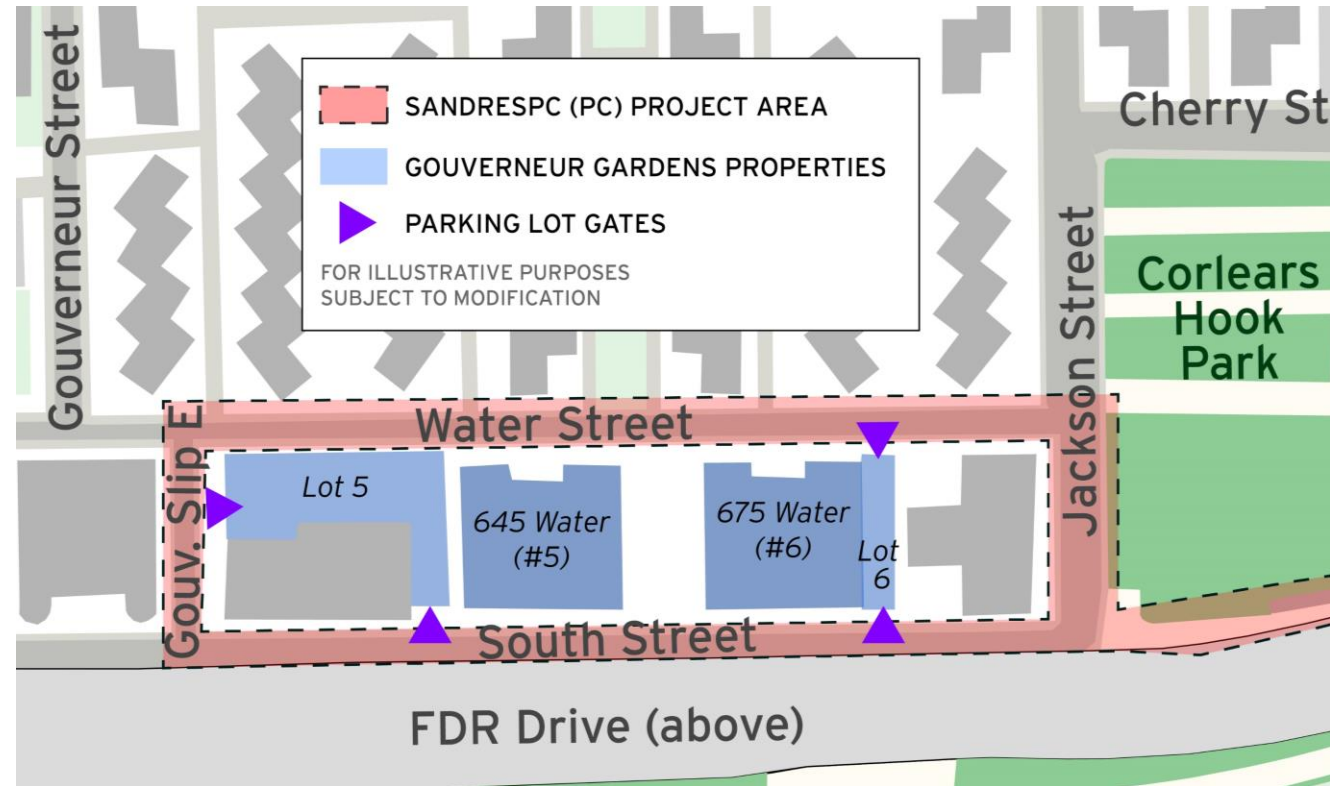 SANDRESPC (PC) PROJECT AREA
GOUVERNEUR GARDENS PROPERTIES
PARKING LOT GATES
FOR ILLUSTRATIVE PURPOSES
SUBJECT TO MODIFICATION
Gouverneur Street
Cherry St
Jackson Street
Corlears
Hook
Park
Water Street
Gouv. Slip E
Lot 5
645 Water
(#5)
675 Water
(#6)
Lot
6
South Street
FDR Drive (above)